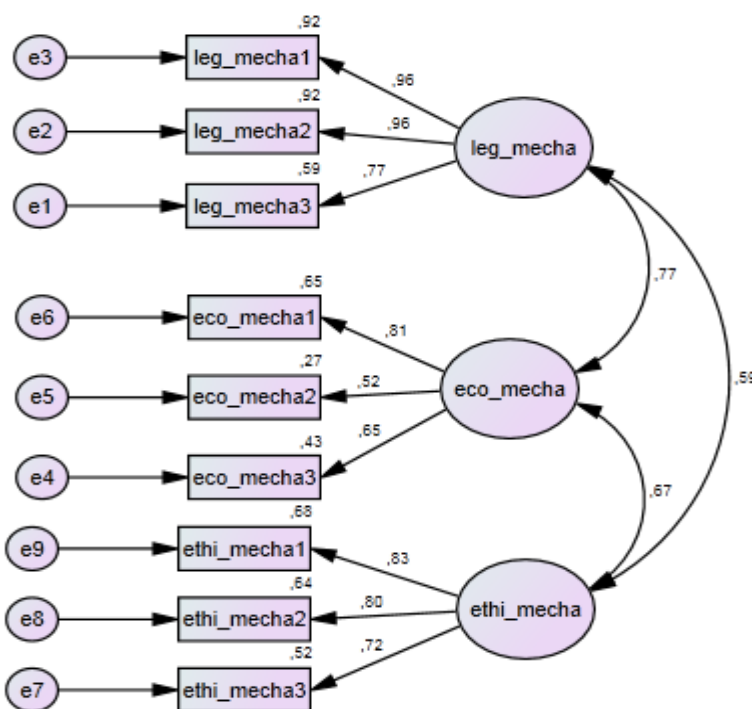 ,92
e3 leg_mecha1 ,96
,92
e2 leg_mecha2 ,96 leg_mecha
,59
e1 leg_mecha3 ,77
,77
,65
e6 eco_mecha1 ,81
,27
e5 eco_mecha2 ,52 eco_mecha ,59
,43
e4 eco_mecha3 ,65
,67
,68
e9 ethi_mecha1 ,83
,64
e8 ethi_mecha2 ,80 ethi_mecha
,52
e7 ethi_mecha3 ,72